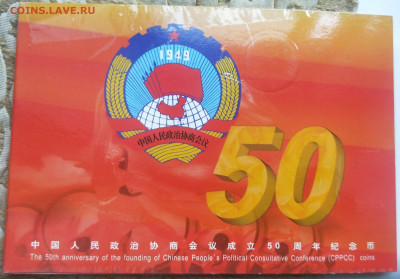 COINS.LAVE.RU
1949
中国人民政治协商会议
50
中国人民政治协商会议成立50周年纪念币
The 50th anniversary of the founding of Chinese People's Political Consultative Conference (CPPCC) coins